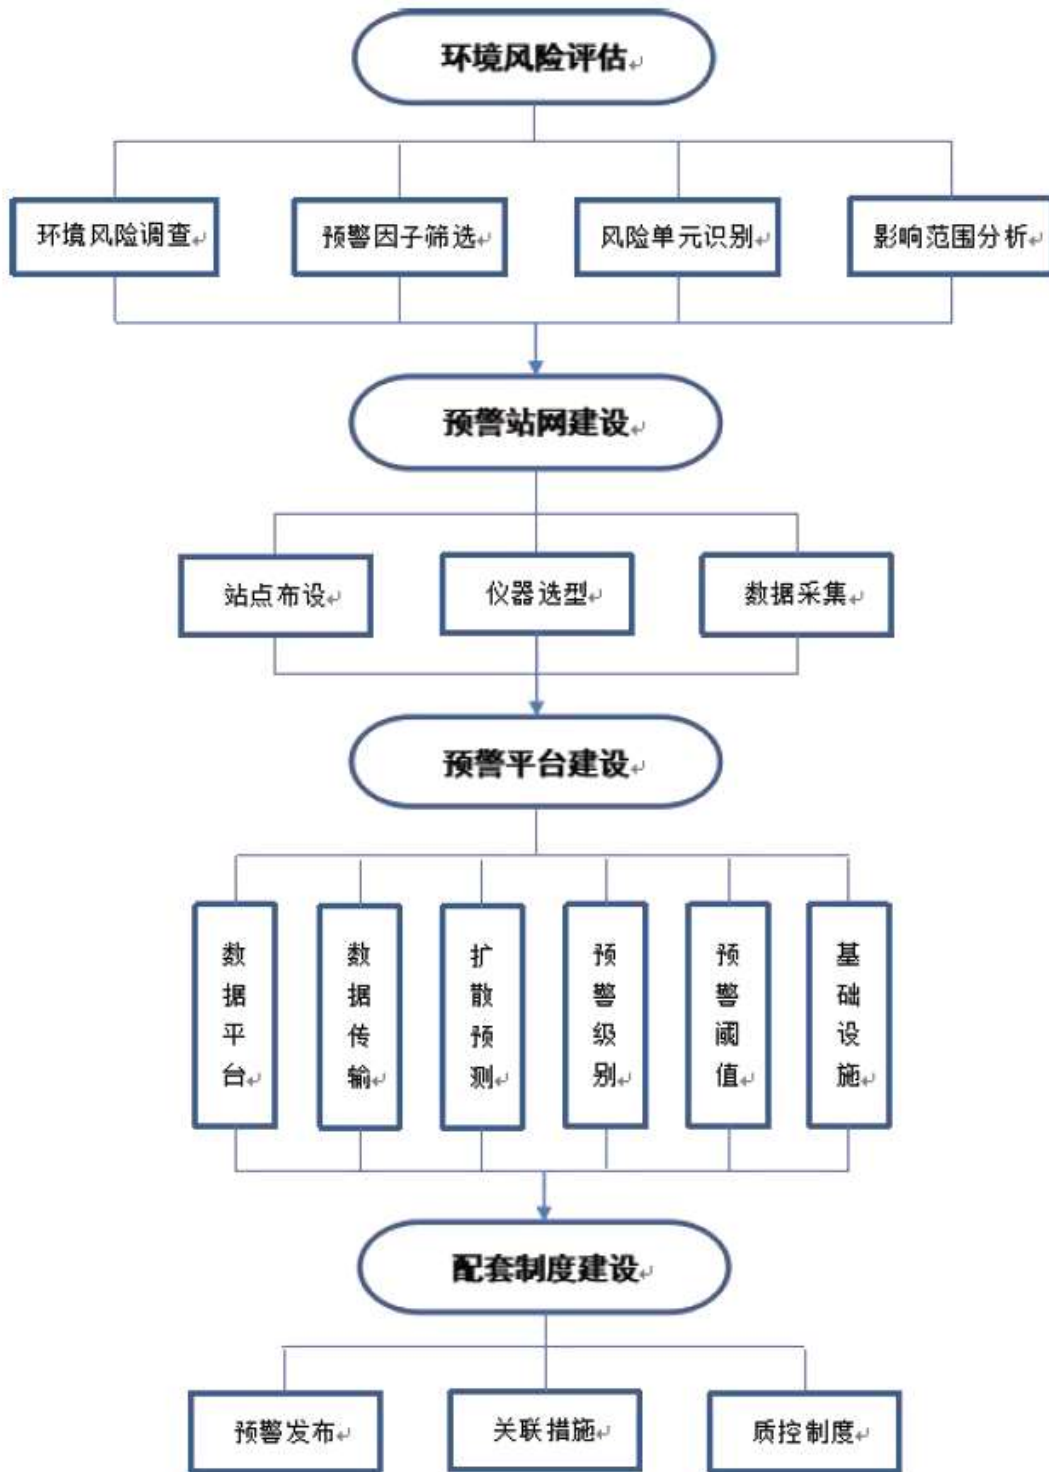 环境风险评估
环境风险调查
预警因子筛选
风险单元识别
影响范围分析
预警站网建设
站点布设
仪器选型
数据采集
预警平台建设
数据平台
数据传输
扩散预测
预警级别
预警阈值
基础设施
配套制度建设
预警发布
关联措施
质控制度